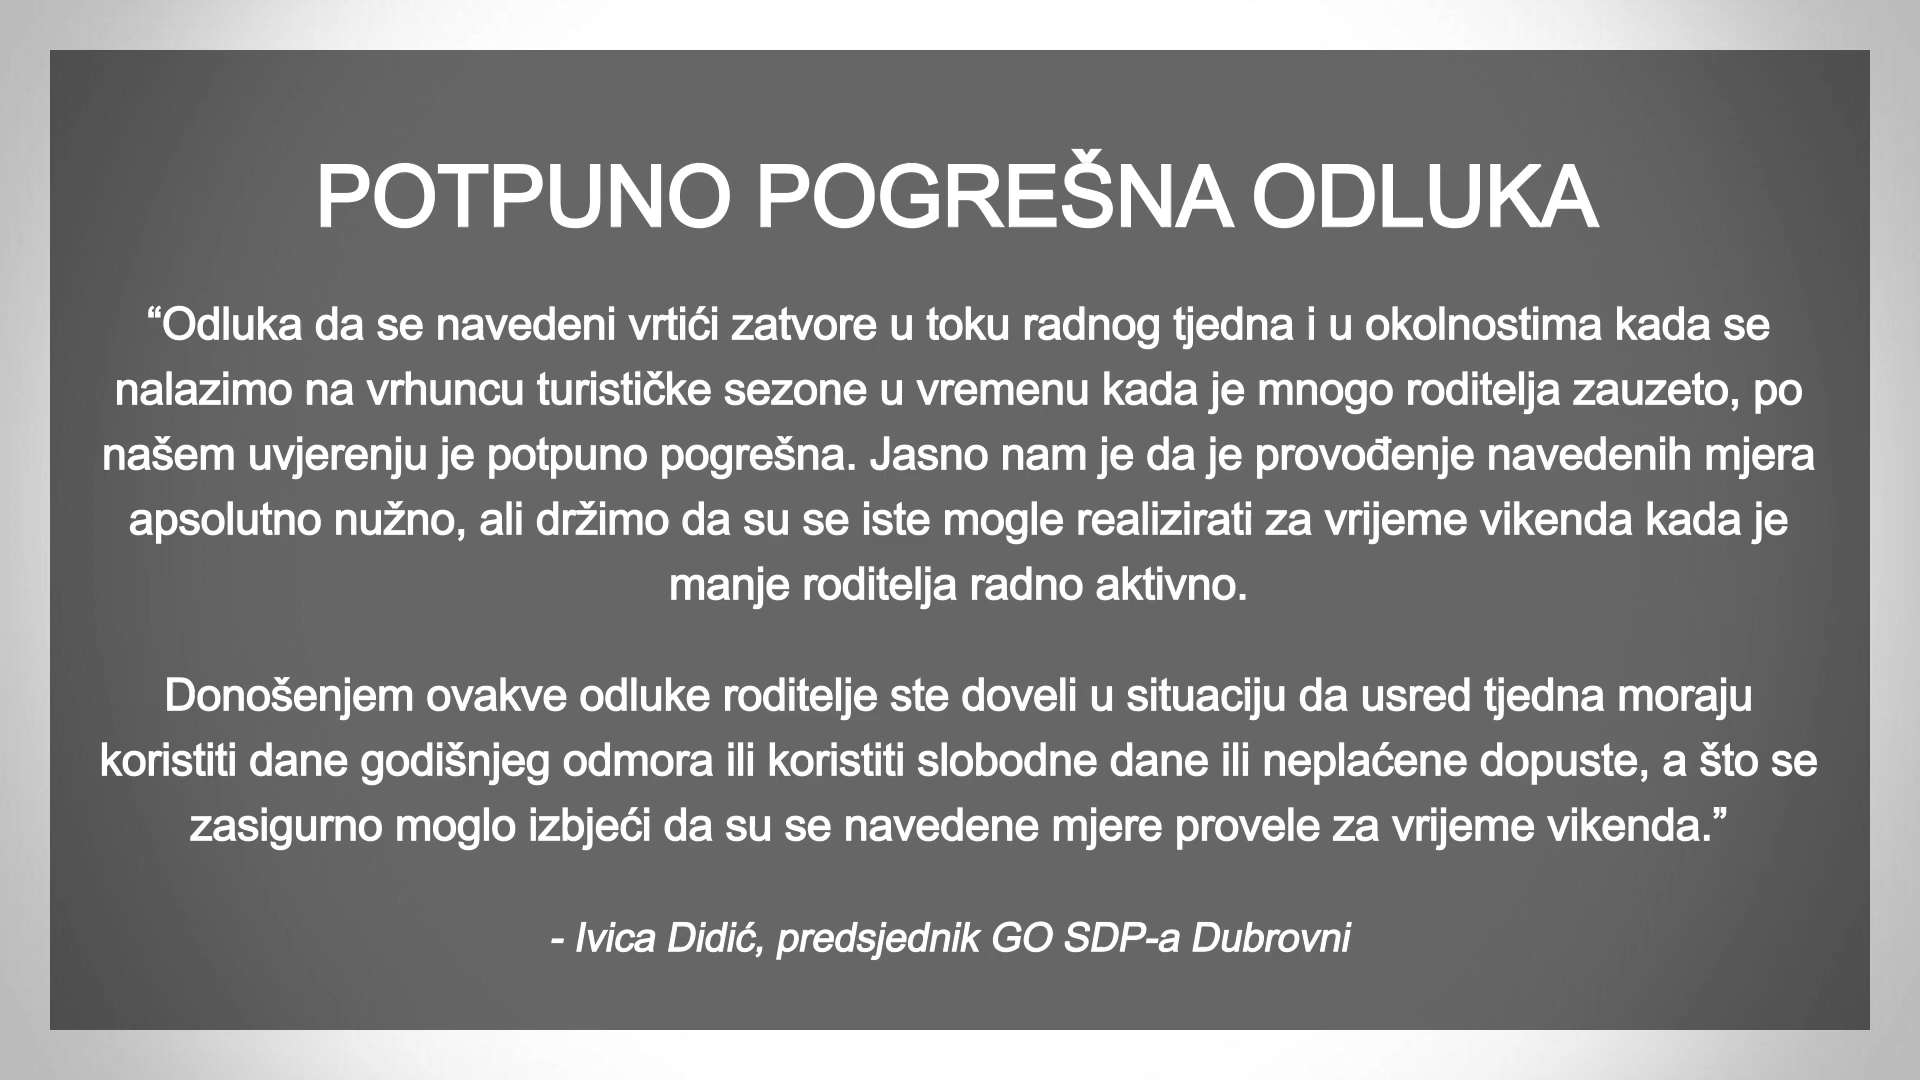 POTPUNO POGREŠNA ODLUKA
“Odluka da se navedeni vrtići zatvore u toku radnog tjedna i u okolnostima kada se
nalazimo na vrhuncu turističke sezone u vremenu kada je mnogo roditelja zauzeto, po
našem uvjerenju je potpuno pogrešna. Jasno nam je da je provođenje navedenih mjera
apsolutno nužno, ali držimo da su se iste mogle realizirati za vrijeme vikenda kada je
manje roditelja radno aktivno.
Donošenjem ovakve odluke roditelje ste doveli u situaciju da usred tjedna moraju
koristiti dane godišnjeg odmora ili koristiti slobodne dane ili neplaćene dopuste, a što se
zasigurno moglo izbjeći da su se navedene mjere provele za vrijeme vikenda.”
- Ivica Didić, predsjednik GO SDP-a Dubrovni